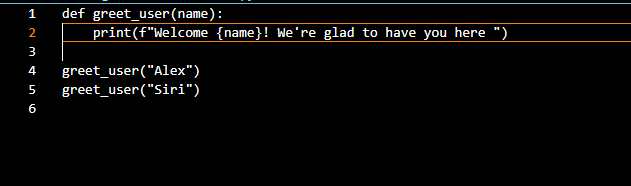 1 def greet_user(name):
2     print(f"Welcome {name}! We're glad to have you here ")
3
4 greet_user("Alex")
5 greet_user("Siri")
6